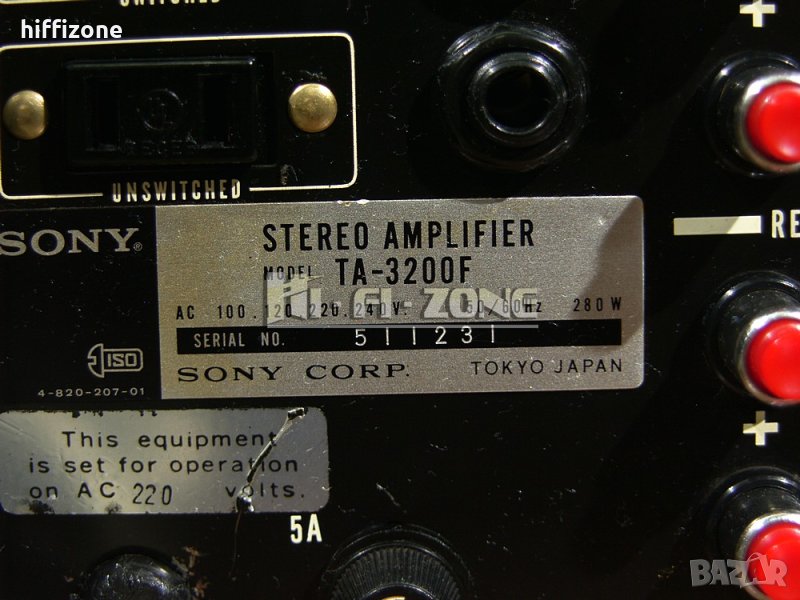 hiffizone
UNSWITCHED
SONY®
STEREO AMPLIFIER
MODEL TA-3200F
HI-FI-ZONE
AC 100.120.220.240V. 50/60Hz 280W
SERIAL NO. 511231
SONY CORP. TOKYO JAPAN
ISO
4-820-207-01
This equipment
is set for operation
on AC 220 volts.
5A
+
RE
+
BAZAR